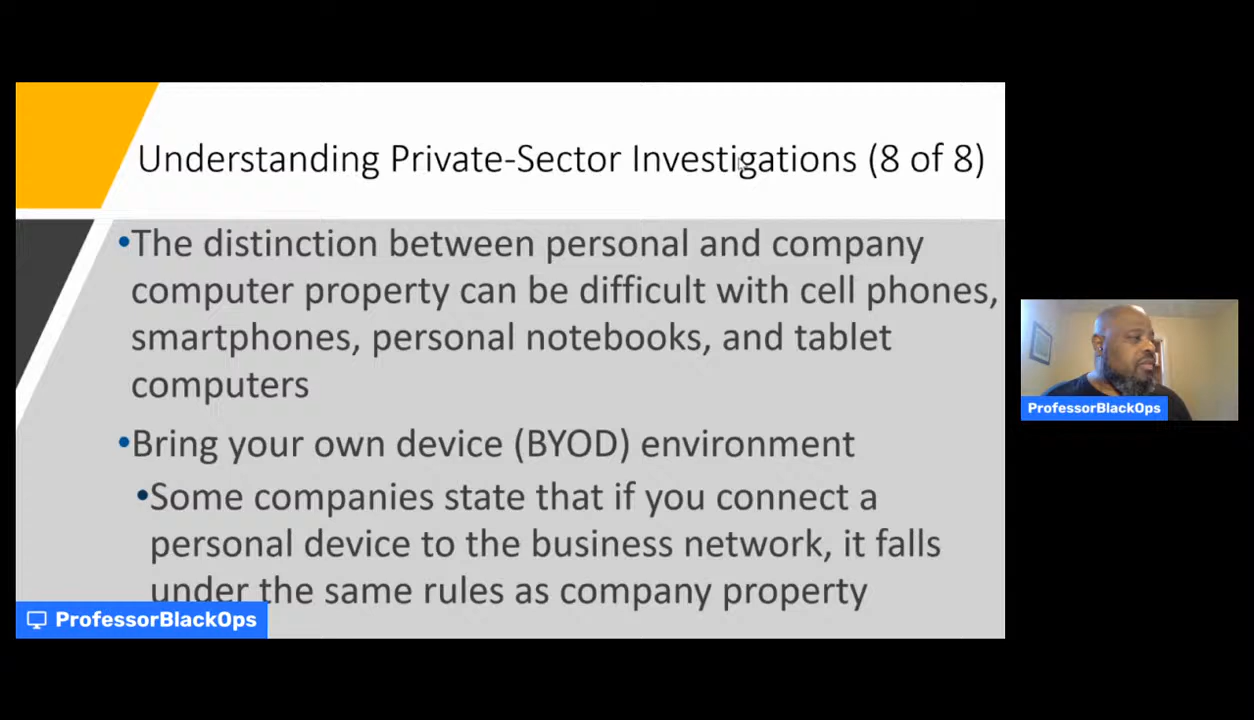 Understanding Private-Sector Investigations (8 of 8)
•The distinction between personal and company
computer property can be difficult with cell phones,
smartphones, personal notebooks, and tablet
computers
•Bring your own device (BYOD) environment
•Some companies state that if you connect a
personal device to the business network, it falls
under the same rules as company property
ProfessorBlackOps
ProfessorBlackOps